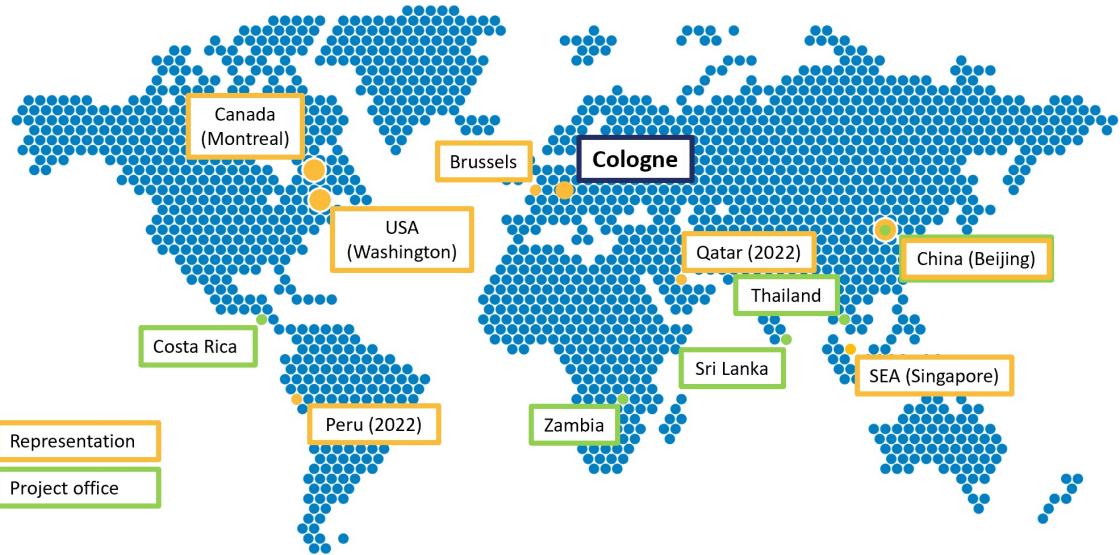 Canada
(Montreal)
Brussels
Cologne
USA
(Washington)
Qatar (2022)
China (Beijing)
Thailand
Costa Rica
Sri Lanka
SEA (Singapore)
Peru (2022)
Zambia
Representation
Project office